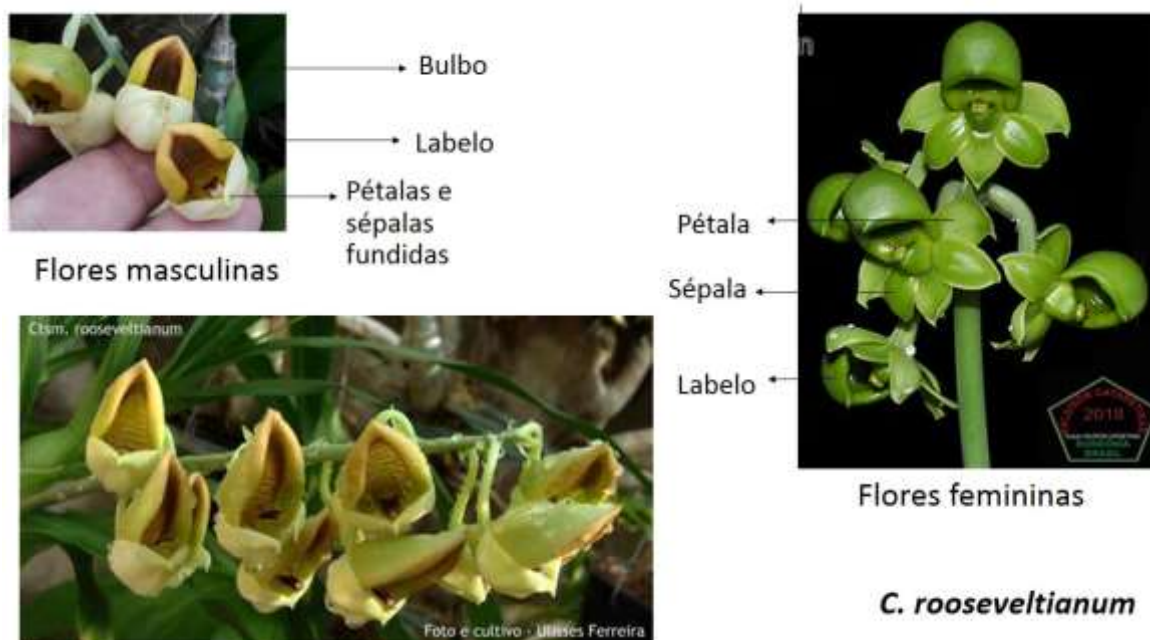 Bulbo
Labelo
Pétalas e
sépalas
fundidas
Flores masculinas
Ctsm. rooseveltianum
Foto e cultivo - Ulisses Ferreira
n
Pétala
Sépala
Labelo
2018
BRASIL
Flores femininas
C. rooseveltianum